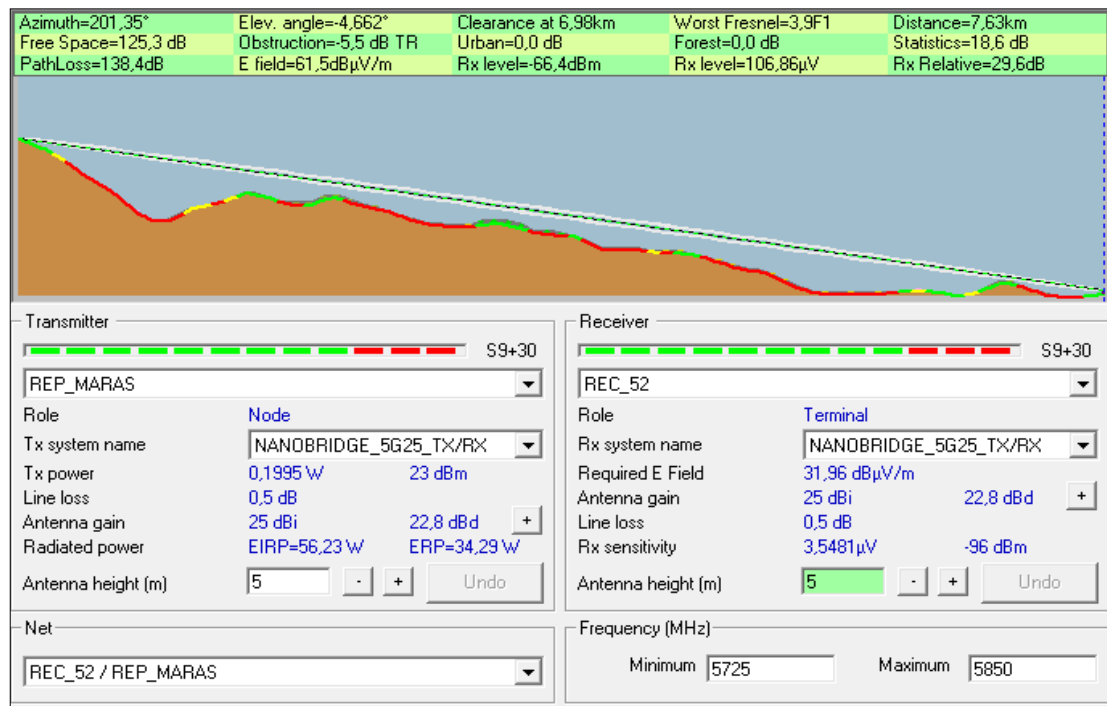 Azimuth=201,35° Elev. angle=-4,662° Clearance at 6,98km Worst Fresnel=3,9F1 Distance=7,63km
Free Space=125,3 dB Obstruction=-5,5 dB TR Urban=0,0 dB Forest=0,0 dB Statistics=18,6 dB
PathLoss=138,4dB E field=61,5dBµV/m Rx level=-66,4dBm Rx level=106,86µV Rx Relative=29,6dB
Transmitter
S9+30
REP_MARAS
Role Node
Tx system name NANOBRIDGE_5G25_TX/RX
Tx power 0,1995 W 23 dBm
Line loss 0,5 dB
Antenna gain 25 dBi 22,8 dBd +
Radiated power EIRP=56,23 W ERP=34,29 W
Antenna height (m) 5 - + Undo
Receiver
S9+30
REC_52
Role Terminal
Rx system name NANOBRIDGE_5G25_TX/RX
Required E Field 31,96 dBµV/m
Antenna gain 25 dBi 22,8 dBd +
Line loss 0,5 dB
Rx sensitivity 3,5481µV -96 dBm
Antenna height (m) 5 - + Undo
Net
REC_52 / REP_MARAS
Frequency (MHz)
Minimum 5725 Maximum 5850